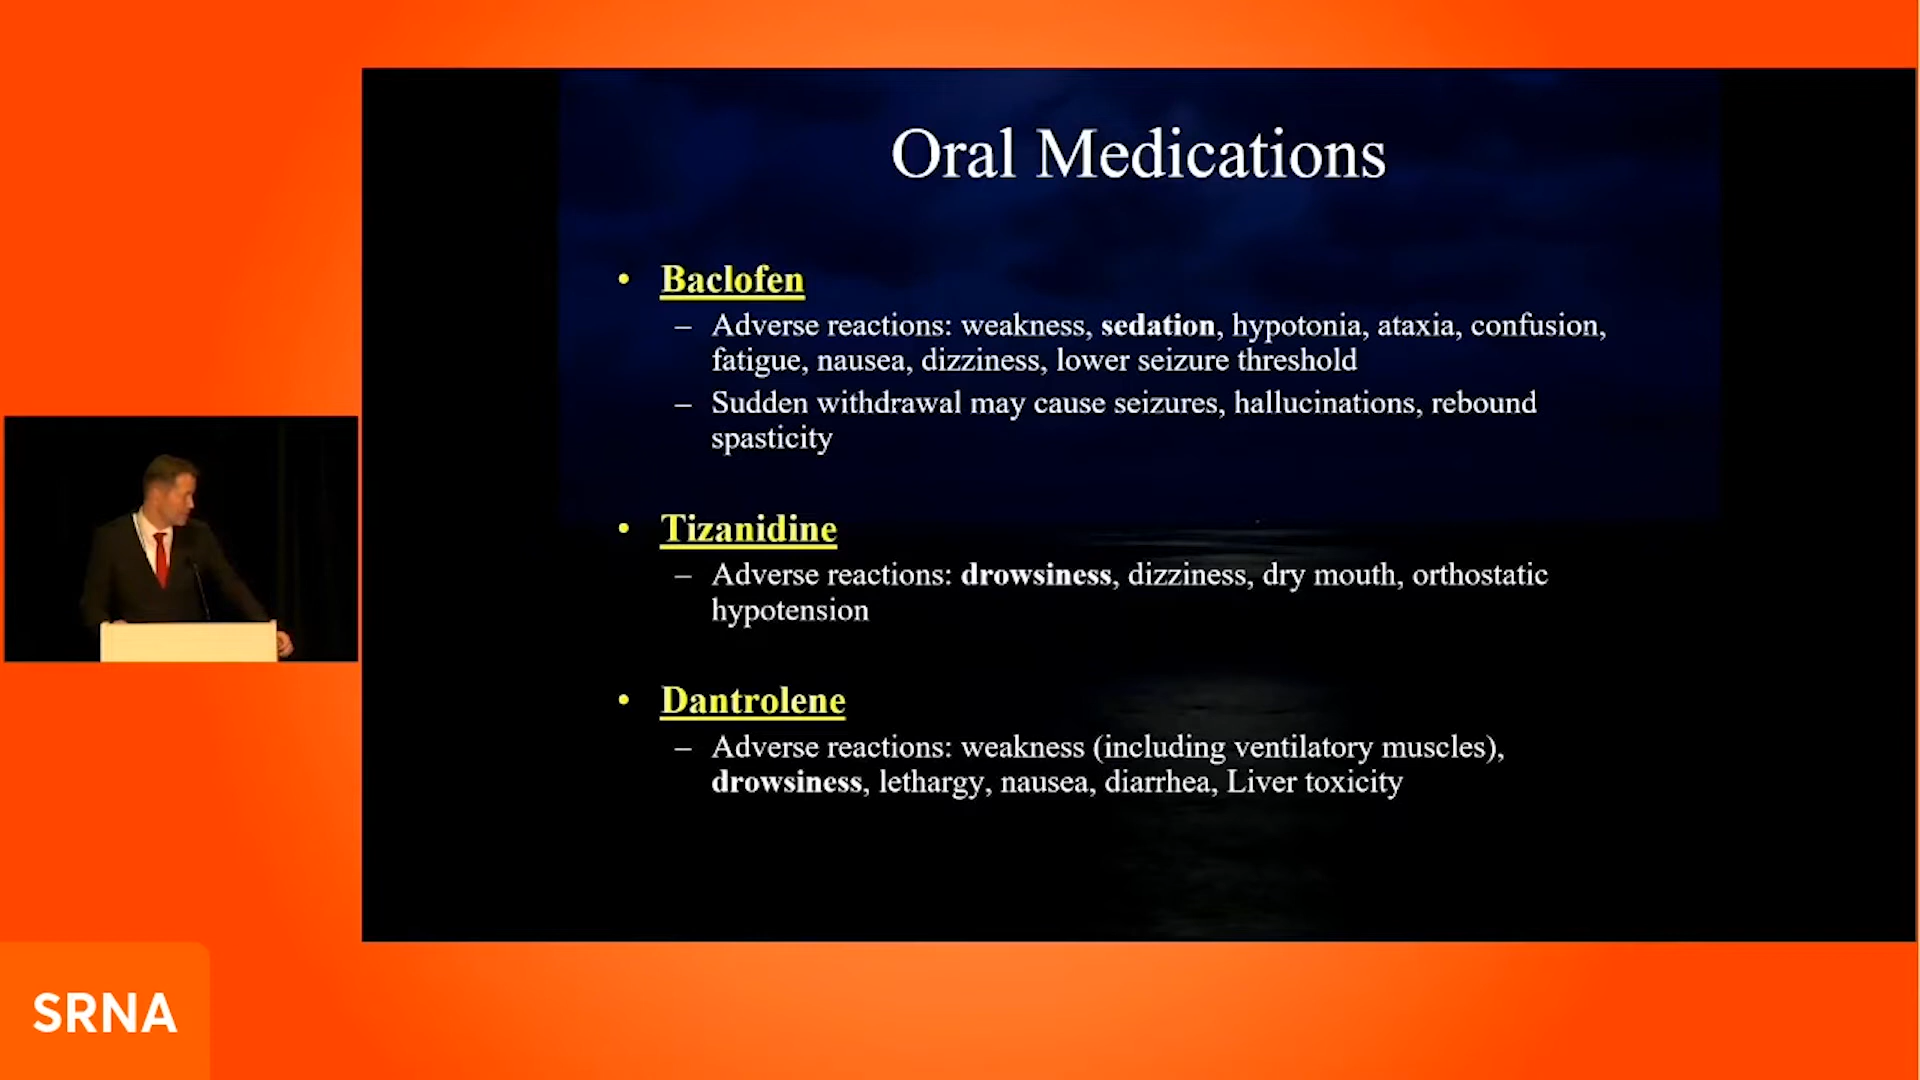 Oral Medications
• Baclofen
– Adverse reactions: weakness, sedation, hypotonia, ataxia, confusion,
fatigue, nausea, dizziness, lower seizure threshold
– Sudden withdrawal may cause seizures, hallucinations, rebound
spasticity
• Tizanidine
– Adverse reactions: drowsiness, dizziness, dry mouth, orthostatic
hypotension
• Dantrolene
– Adverse reactions: weakness (including ventilatory muscles),
drowsiness, lethargy, nausea, diarrhea, Liver toxicity
SRNA